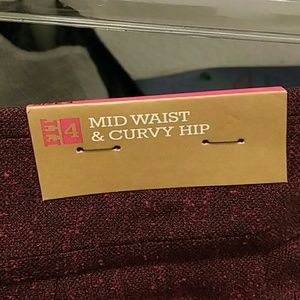 FIT
4
MID WAIST
& CURVY HIP